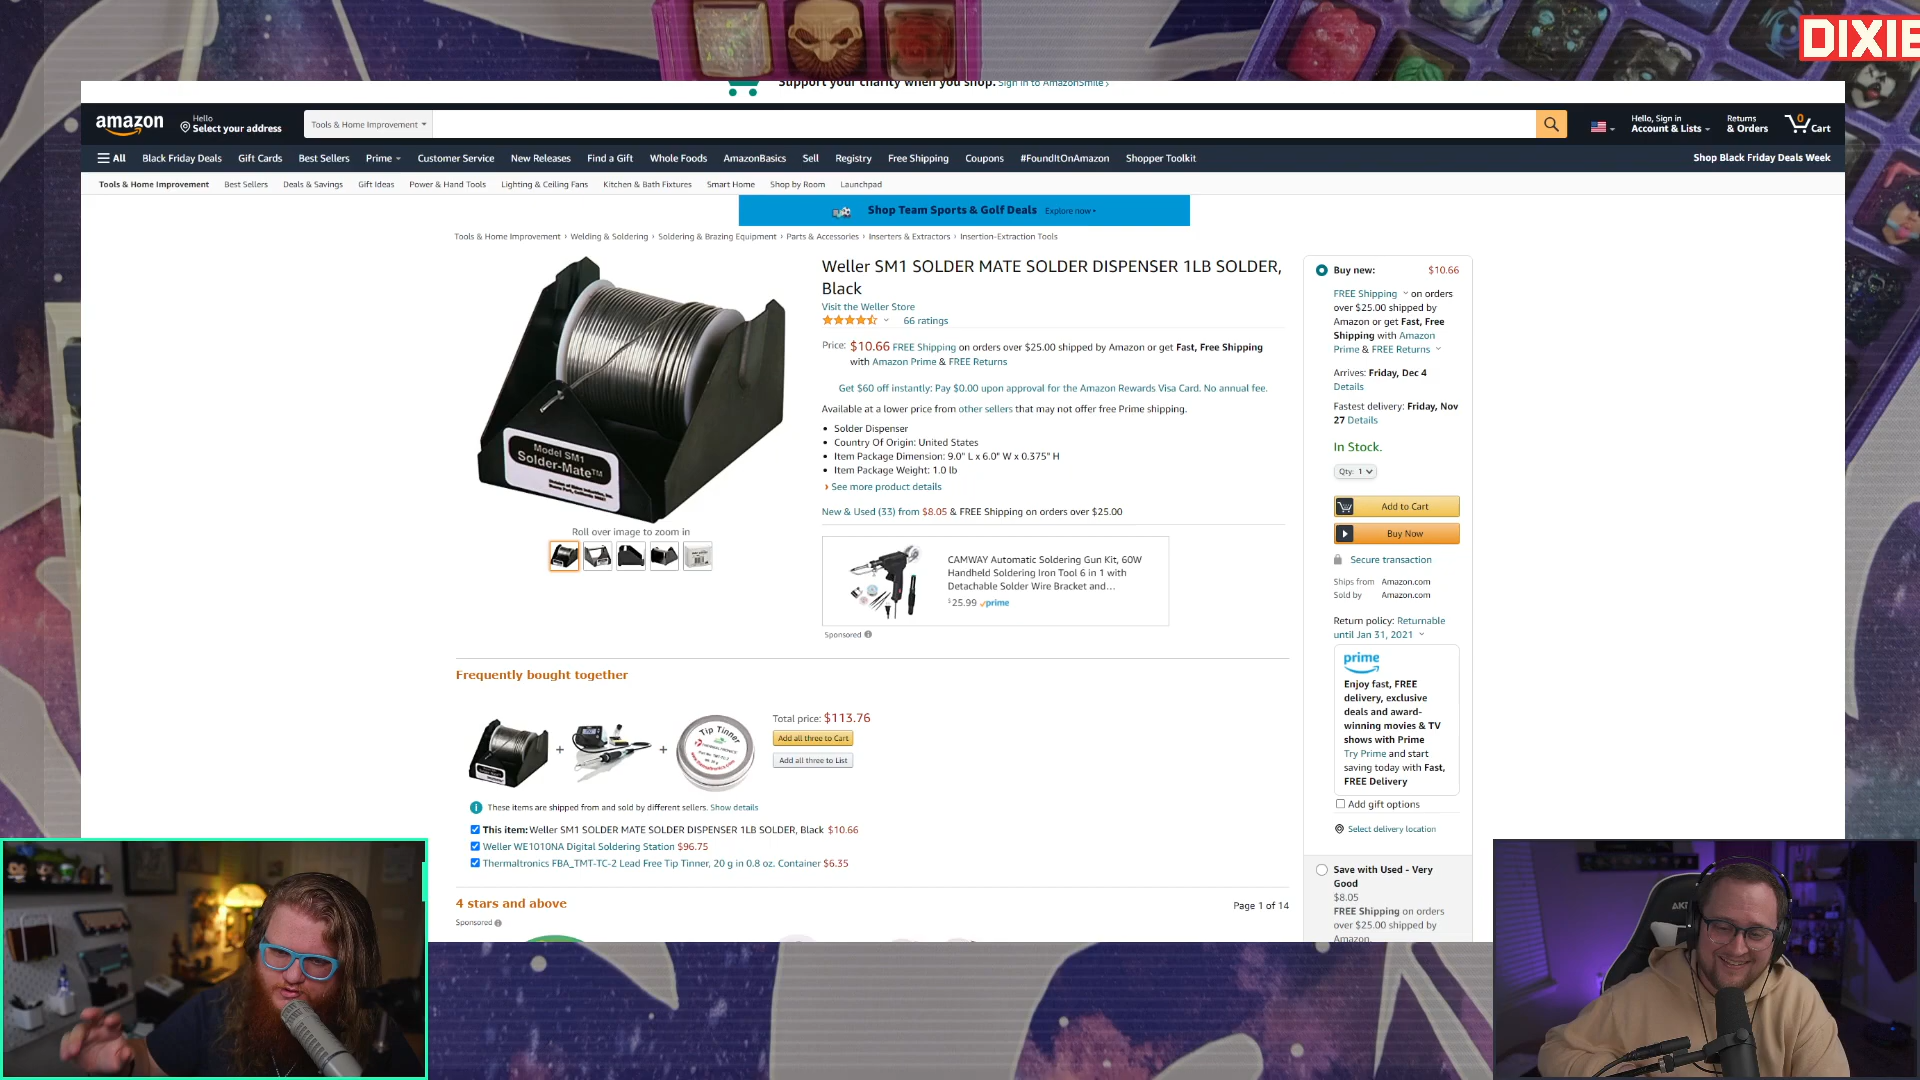 DIXIE
Support your charity when you shop. Sign in to AmazonSmile ›
amazon
Hello
Select your address
Tools & Home Improvement
Hello, Sign in
Account & Lists
Returns
& Orders
0
Cart
All
Black Friday Deals
Gift Cards
Best Sellers
Prime
Customer Service
New Releases
Find a Gift
Whole Foods
AmazonBasics
Sell
Registry
Free Shipping
Coupons
#FoundItOnAmazon
Shopper Toolkit
Shop Black Friday Deals Week
Tools & Home Improvement
Best Sellers
Deals & Savings
Gift Ideas
Power & Hand Tools
Lighting & Ceiling Fans
Kitchen & Bath Fixtures
Smart Home
Shop by Room
Launchpad
Shop Team Sports & Golf Deals Explore now ›
Tools & Home Improvement › Welding & Soldering › Soldering & Brazing Equipment › Parts & Accessories › Inserters & Extractors › Insertion-Extraction Tools
Model SM1
Solder-Mate™
Roll over image to zoom in
Weller SM1 SOLDER MATE SOLDER DISPENSER 1LB SOLDER,
Black
Visit the Weller Store
66 ratings
Price: $10.66 FREE Shipping on orders over $25.00 shipped by Amazon or get Fast, Free Shipping
with Amazon Prime & FREE Returns
Get $60 off instantly: Pay $0.00 upon approval for the Amazon Rewards Visa Card. No annual fee.
Available at a lower price from other sellers that may not offer free Prime shipping.
• Solder Dispenser
• Country Of Origin: United States
• Item Package Dimension: 9.0" L x 6.0" W x 0.375" H
• Item Package Weight: 1.0 lb
› See more product details
New & Used (33) from $8.05 & FREE Shipping on orders over $25.00
CAMWAY Automatic Soldering Gun Kit, 60W
Handheld Soldering Iron Tool 6 in 1 with
Detachable Solder Wire Bracket and…
$25.99 prime
Sponsored
Buy new: $10.66
FREE Shipping on orders
over $25.00 shipped by
Amazon or get Fast, Free
Shipping with Amazon
Prime & FREE Returns
Arrives: Friday, Dec 4
Details
Fastest delivery: Friday, Nov
27 Details
In Stock.
Qty: 1
Add to Cart
Buy Now
Secure transaction
Ships from Amazon.com
Sold by Amazon.com
Return policy: Returnable
until Jan 31, 2021
prime
Enjoy fast, FREE
delivery, exclusive
deals and award-
winning movies & TV
shows with Prime
Try Prime and start
saving today with Fast,
FREE Delivery
Add gift options
Select delivery location
Save with Used - Very
Good
$8.05
FREE Shipping on orders
over $25.00 shipped by
Amazon.
Frequently bought together
+
+
Tip Tinner
Total price: $113.76
Add all three to Cart
Add all three to List
These items are shipped from and sold by different sellers. Show details
This item: Weller SM1 SOLDER MATE SOLDER DISPENSER 1LB SOLDER, Black $10.66
Weller WE1010NA Digital Soldering Station $96.75
Thermaltronics FBA_TMT-TC-2 Lead Free Tip Tinner, 20 g in 0.8 oz. Container $6.35
4 stars and above
Sponsored
Page 1 of 14